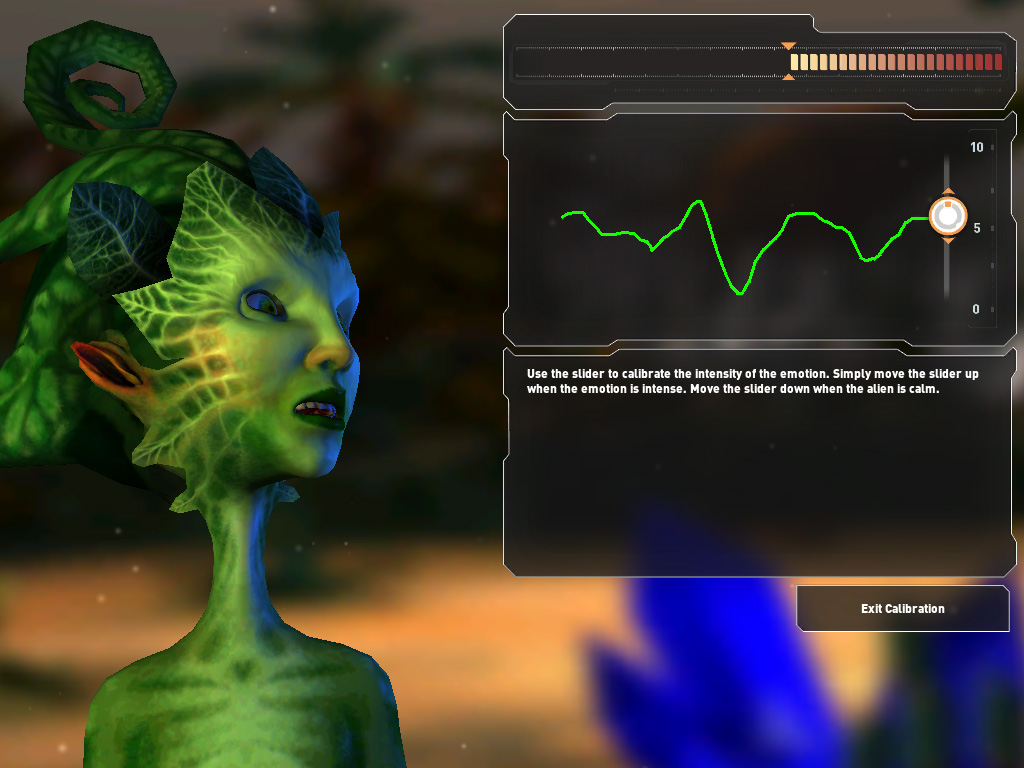 10
5
0
Use the slider to calibrate the intensity of the emotion. Simply move the slider up
when the emotion is intense. Move the slider down when the alien is calm.
Exit Calibration